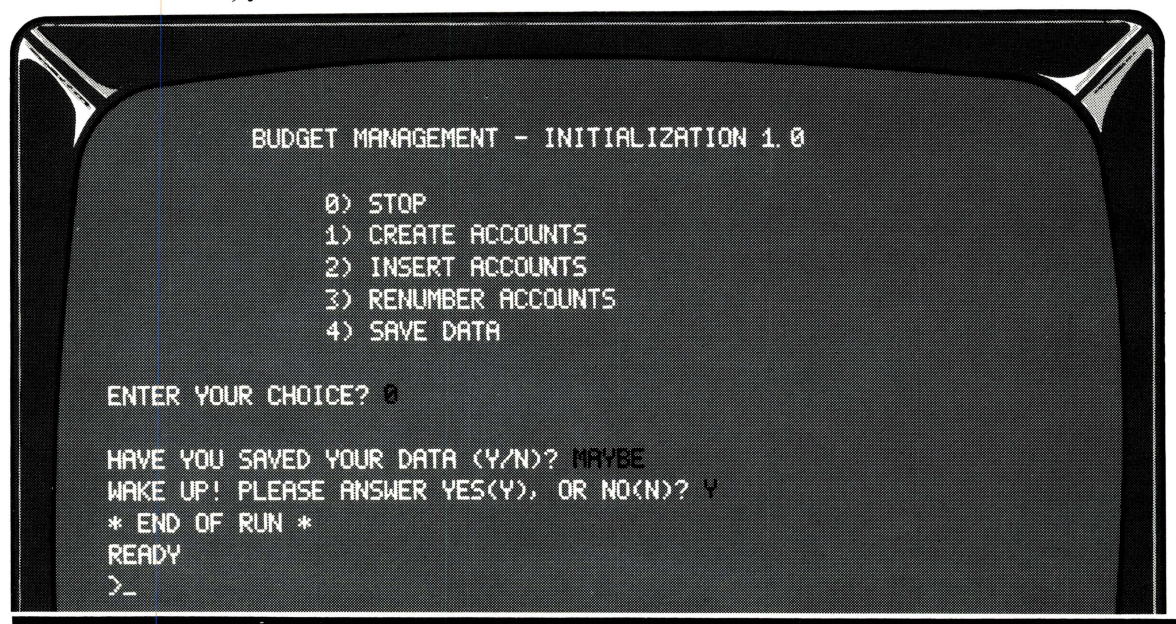 BUDGET MANAGEMENT - INITIALIZATION 1.0
0) STOP
1) CREATE ACCOUNTS
2) INSERT ACCOUNTS
3) RENUMBER ACCOUNTS
4) SAVE DATA
ENTER YOUR CHOICE? 0
HAVE YOU SAVED YOUR DATA (Y/N)? MAYBE
WAKE UP! PLEASE ANSWER YES(Y), OR NO(N)? Y
* END OF RUN *
READY
>_